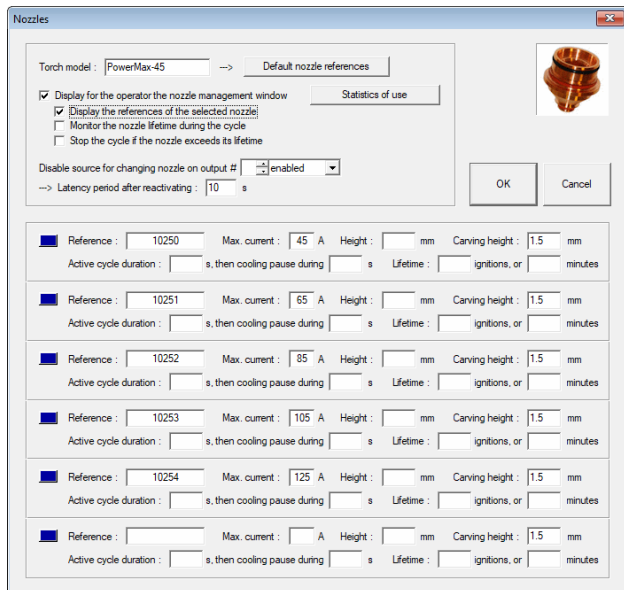 Nozzles
Torch model : PowerMax-45 --> Default nozzle references
Display for the operator the nozzle management window Statistics of use
Display the references of the selected nozzle
Monitor the nozzle lifetime during the cycle
Stop the cycle if the nozzle exceeds its lifetime
Disable source for changing nozzle on output # enabled
--> Latency period after reactivating : 10 s
OK Cancel
Reference : 10250 Max. current : 45 A Height : mm Carving height : 1.5 mm
Active cycle duration : s, then cooling pause during s Lifetime : ignitions, or minutes
Reference : 10251 Max. current : 65 A Height : mm Carving height : 1.5 mm
Active cycle duration : s, then cooling pause during s Lifetime : ignitions, or minutes
Reference : 10252 Max. current : 85 A Height : mm Carving height : 1.5 mm
Active cycle duration : s, then cooling pause during s Lifetime : ignitions, or minutes
Reference : 10253 Max. current : 105 A Height : mm Carving height : 1.5 mm
Active cycle duration : s, then cooling pause during s Lifetime : ignitions, or minutes
Reference : 10254 Max. current : 125 A Height : mm Carving height : 1.5 mm
Active cycle duration : s, then cooling pause during s Lifetime : ignitions, or minutes
Reference : Max. current : A Height : mm Carving height : 1.5 mm
Active cycle duration : s, then cooling pause during s Lifetime : ignitions, or minutes